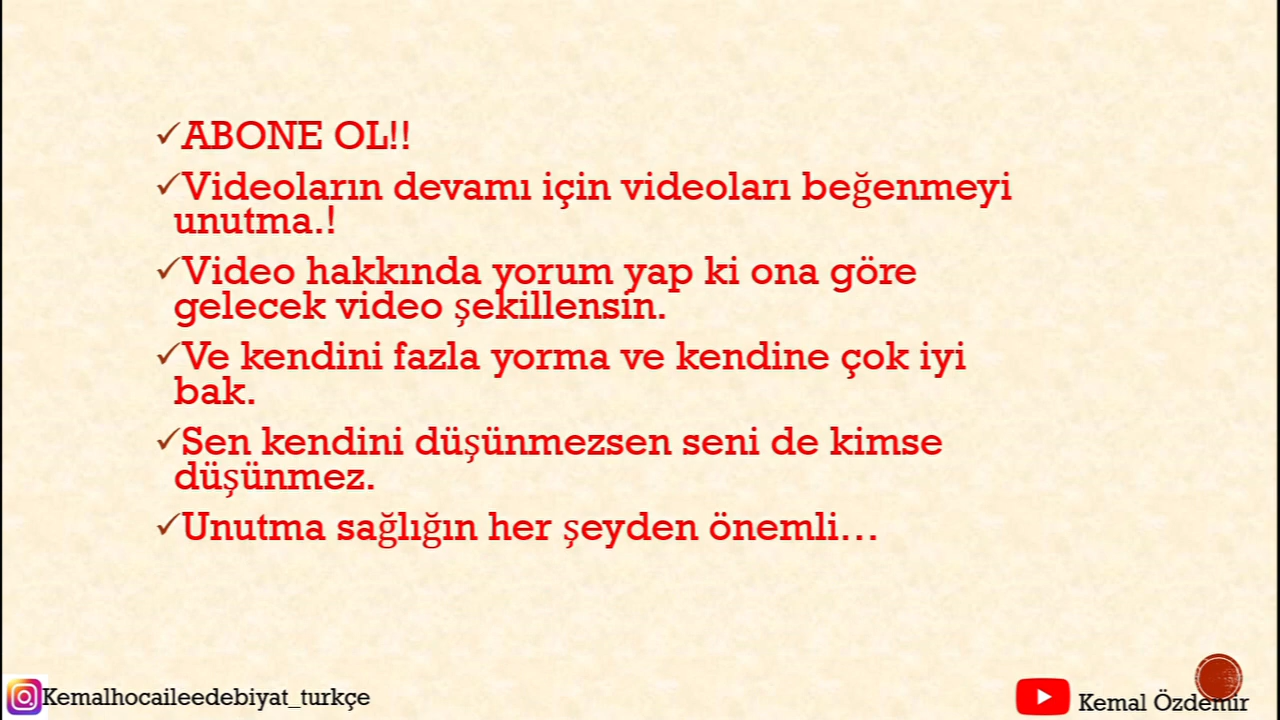 ABONE OL!!
Videoların devamı için videoları beğenmeyi
unutma.!
Video hakkında yorum yap ki ona göre
gelecek video şekillensin.
Ve kendini fazla yorma ve kendine çok iyi
bak.
Sen kendini düşünmezsen seni de kimse
düşünmez.
Unutma sağlığın her şeyden önemli…
Kemalhocaileedebiyat_turkçe
Kemal Özdemir